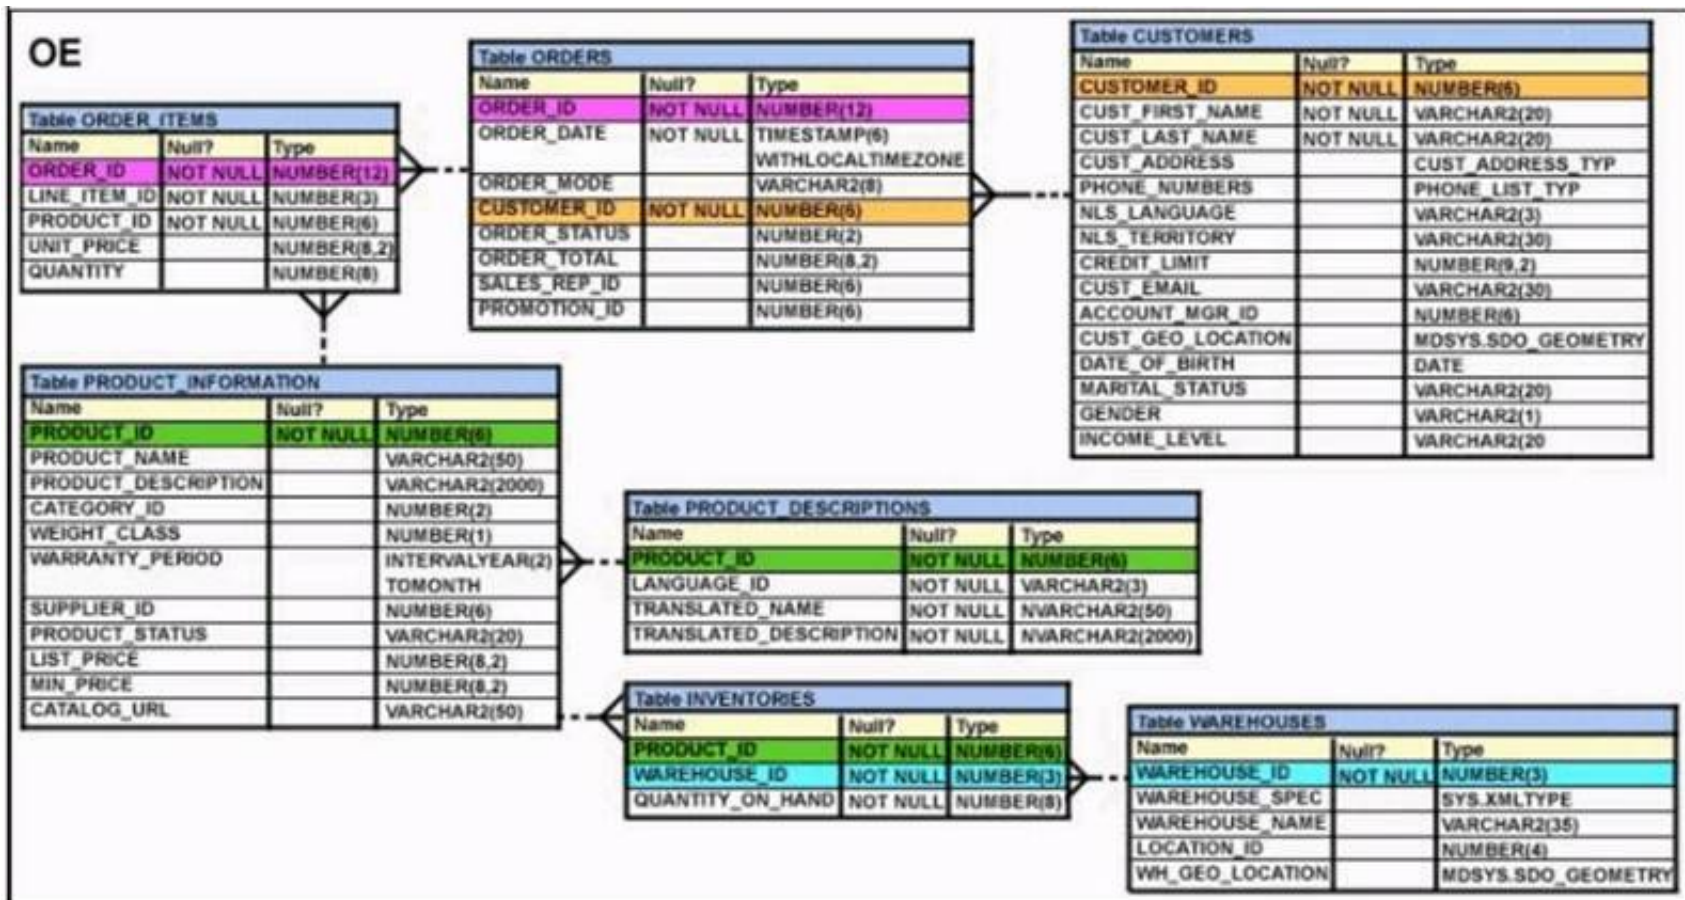 OE
Table ORDER_ITEMS
Name Null? Type
ORDER_ID NOT NULL NUMBER(12)
LINE_ITEM_ID NOT NULL NUMBER(3)
PRODUCT_ID NOT NULL NUMBER(6)
UNIT_PRICE NUMBER(8,2)
QUANTITY NUMBER(8)
Table ORDERS
Name Null? Type
ORDER_ID NOT NULL NUMBER(12)
ORDER_DATE NOT NULL TIMESTAMP(6)
WITHLOCALTIMEZONE
ORDER_MODE VARCHAR2(8)
CUSTOMER_ID NOT NULL NUMBER(6)
ORDER_STATUS NUMBER(2)
ORDER_TOTAL NUMBER(8,2)
SALES_REP_ID NUMBER(6)
PROMOTION_ID NUMBER(6)
Table CUSTOMERS
Name Null? Type
CUSTOMER_ID NOT NULL NUMBER(6)
CUST_FIRST_NAME NOT NULL VARCHAR2(20)
CUST_LAST_NAME NOT NULL VARCHAR2(20)
CUST_ADDRESS CUST_ADDRESS_TYP
PHONE_NUMBERS PHONE_LIST_TYP
NLS_LANGUAGE VARCHAR2(3)
NLS_TERRITORY VARCHAR2(30)
CREDIT_LIMIT NUMBER(9,2)
CUST_EMAIL VARCHAR2(30)
ACCOUNT_MGR_ID NUMBER(6)
CUST_GEO_LOCATION MDSYS.SDO_GEOMETRY
DATE_OF_BIRTH DATE
MARITAL_STATUS VARCHAR2(20)
GENDER VARCHAR2(1)
INCOME_LEVEL VARCHAR2(20
Table PRODUCT_INFORMATION
Name Null? Type
PRODUCT_ID NOT NULL NUMBER(6)
PRODUCT_NAME VARCHAR2(50)
PRODUCT_DESCRIPTION VARCHAR2(2000)
CATEGORY_ID NUMBER(2)
WEIGHT_CLASS NUMBER(1)
WARRANTY_PERIOD INTERVALYEAR(2)
TOMONTH
SUPPLIER_ID NUMBER(6)
PRODUCT_STATUS VARCHAR2(20)
LIST_PRICE NUMBER(8,2)
MIN_PRICE NUMBER(8,2)
CATALOG_URL VARCHAR2(50)
Table PRODUCT_DESCRIPTIONS
Name Null? Type
PRODUCT_ID NOT NULL NUMBER(6)
LANGUAGE_ID NOT NULL VARCHAR2(3)
TRANSLATED_NAME NOT NULL NVARCHAR2(50)
TRANSLATED_DESCRIPTION NOT NULL NVARCHAR2(2000)
Table INVENTORIES
Name Null? Type
PRODUCT_ID NOT NULL NUMBER(6)
WAREHOUSE_ID NOT NULL NUMBER(3)
QUANTITY_ON_HAND NOT NULL NUMBER(8)
Table WAREHOUSES
Name Null? Type
WAREHOUSE_ID NOT NULL NUMBER(3)
WAREHOUSE_SPEC SYS.XMLTYPE
WAREHOUSE_NAME VARCHAR2(35)
LOCATION_ID NUMBER(4)
WH_GEO_LOCATION MDSYS.SDO_GEOMETRY